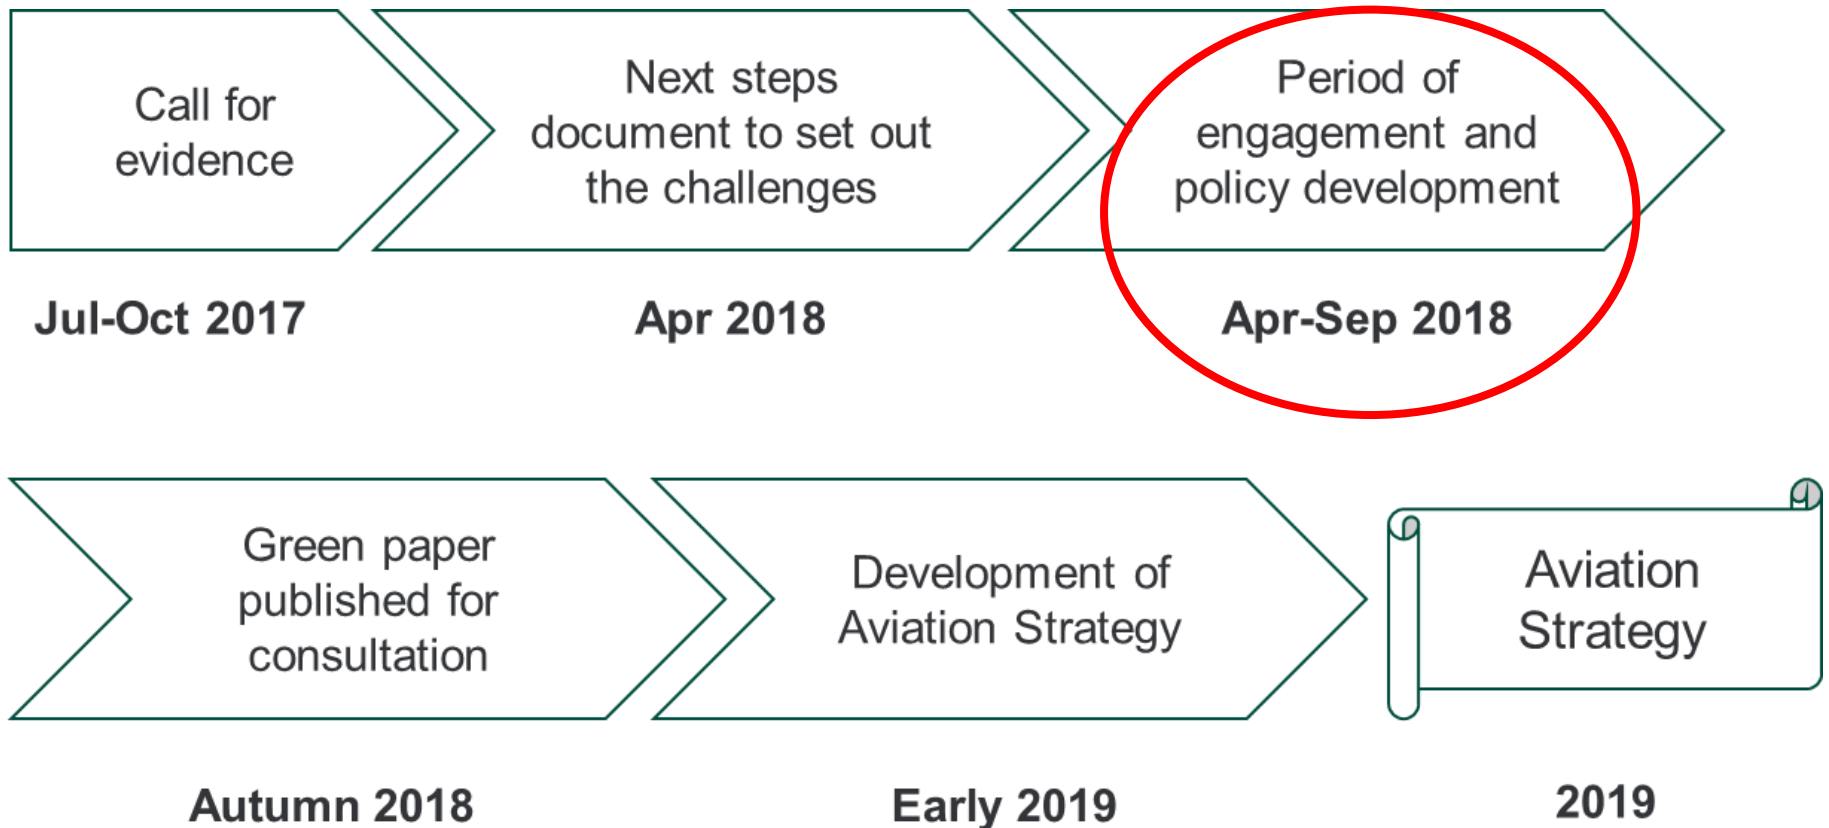 Call for
evidence
Next steps
document to set out
the challenges
Period of
engagement and
policy development
Jul-Oct 2017
Apr 2018
Apr-Sep 2018
Green paper
published for
consultation
Development of
Aviation Strategy
Aviation
Strategy
Autumn 2018
Early 2019
2019